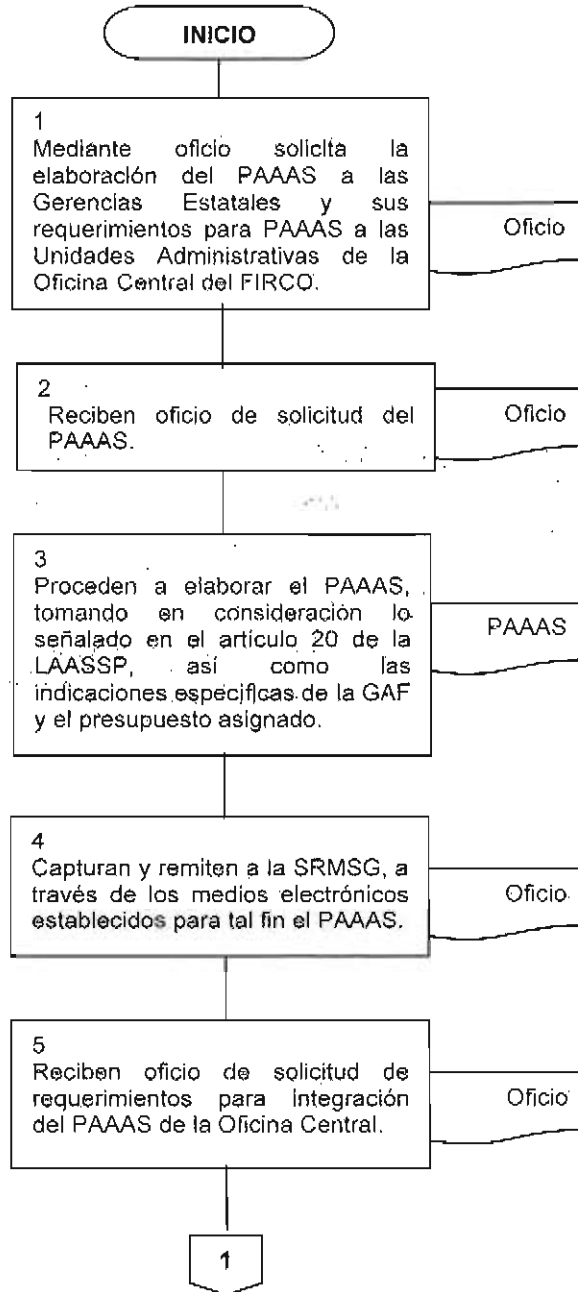 INICIO
1
Mediante oficio solicita la
elaboración del PAAAS a las
Gerencias Estatales y sus
requerimientos para PAAAS a las
Unidades Administrativas de la
Oficina Central del FIRCO.
Oficio
2
Reciben oficio de solicitud del
PAAAS.
Oficio
3
Proceden a elaborar el PAAAS,
tomando en consideración lo
señalado en el artículo 20 de la
LAASSP, así como las
indicaciones especificas de la GAF
y el presupuesto asignado.
PAAAS
4
Capturan y remiten a la SRMSG, a
través de los medios electrónicos
establecidos para tal fin el PAAAS.
Oficio
5
Reciben oficio de solicitud de
requerimientos para integración
del PAAAS de la Oficina Central.
Oficio
1